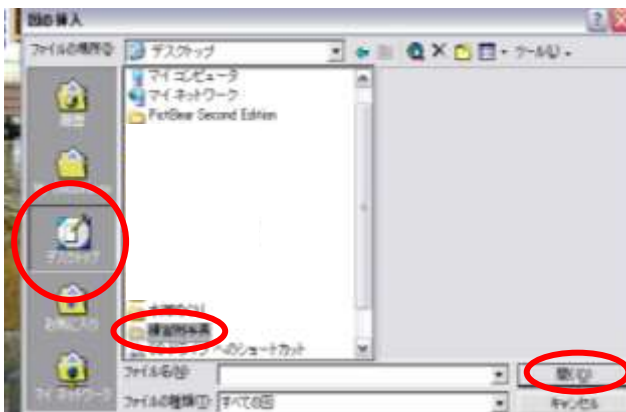 図の挿入
ファイルの場所(I):
デスクトップ
ツール(L)
マイ コンピュータ
マイ ネットワーク
PictBear Second Edition
デスクトップ
お気に入り
練習用写真
へのショートカット
マイ ネットワーク
ファイル名(N):
開く(O)
ファイルの種類(T):
すべての図
キャンセル